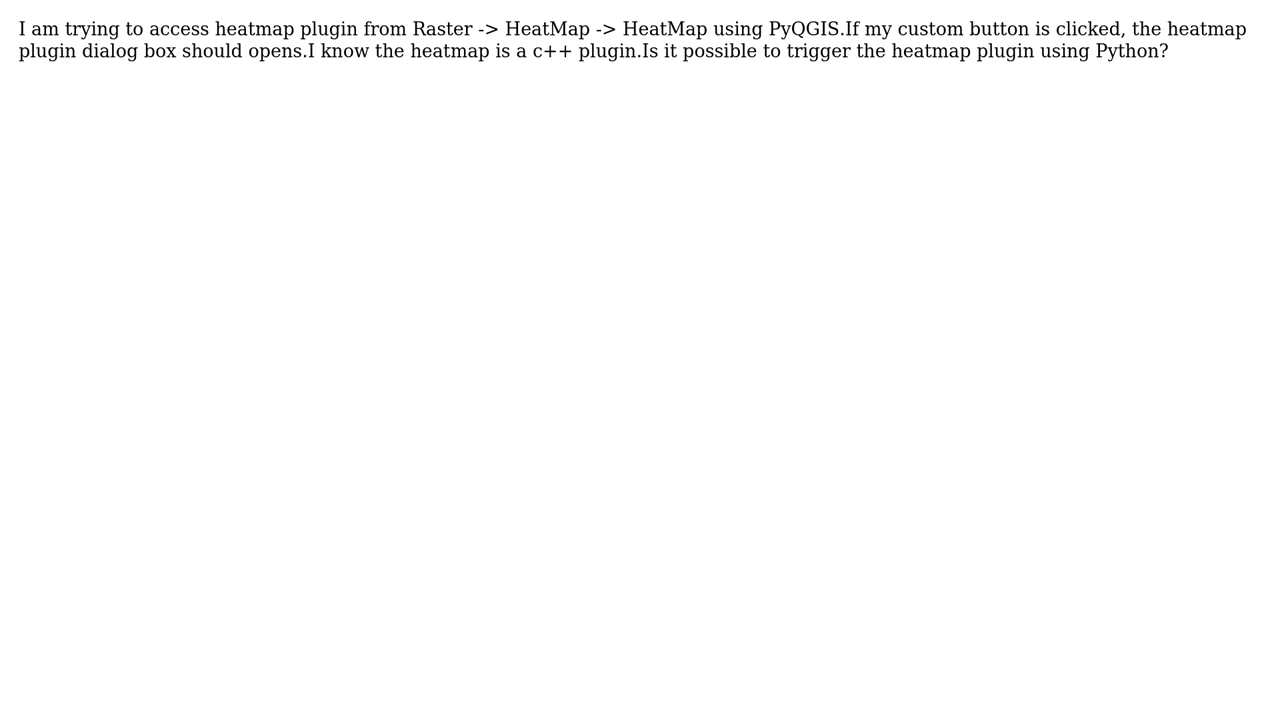 I am trying to access heatmap plugin from Raster -> HeatMap -> HeatMap using PyQGIS.If my custom button is clicked, the heatmap
plugin dialog box should opens.I know the heatmap is a c++ plugin.Is it possible to trigger the heatmap plugin using Python?